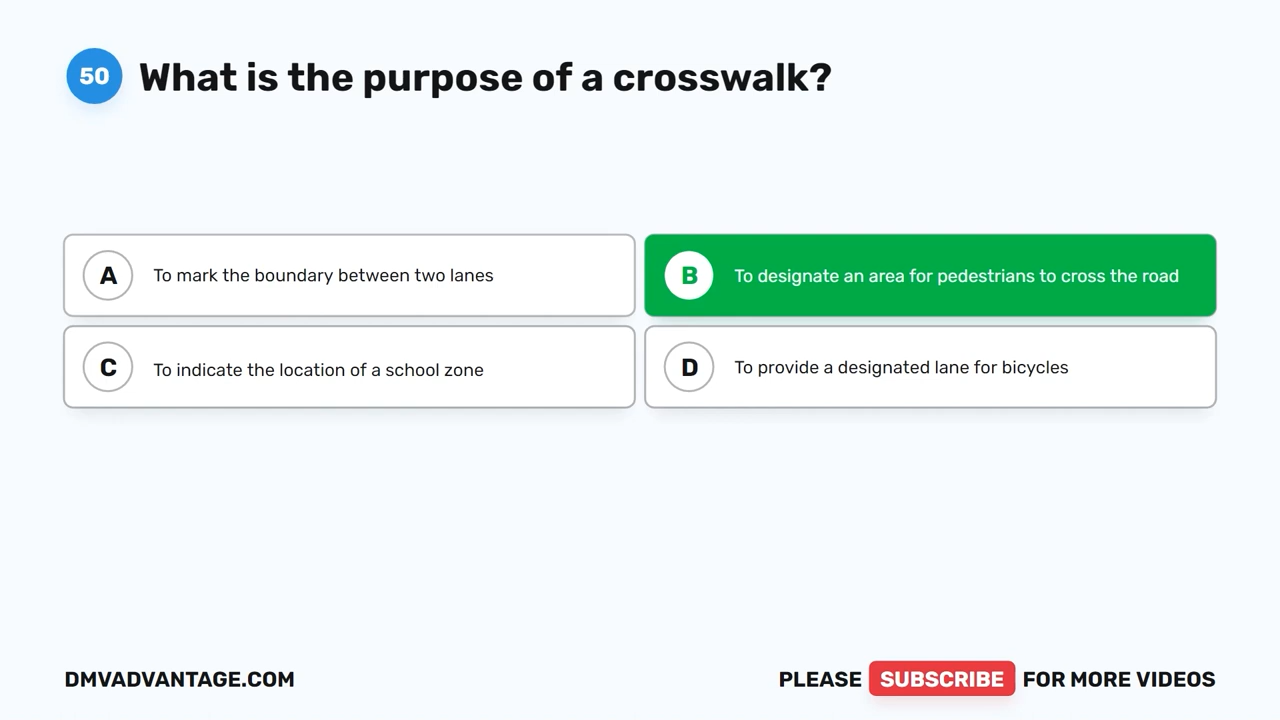 50 What is the purpose of a crosswalk?
A To mark the boundary between two lanes
B To designate an area for pedestrians to cross the road
C To indicate the location of a school zone
D To provide a designated lane for bicycles
DMVADVANTAGE.COM
PLEASE SUBSCRIBE FOR MORE VIDEOS